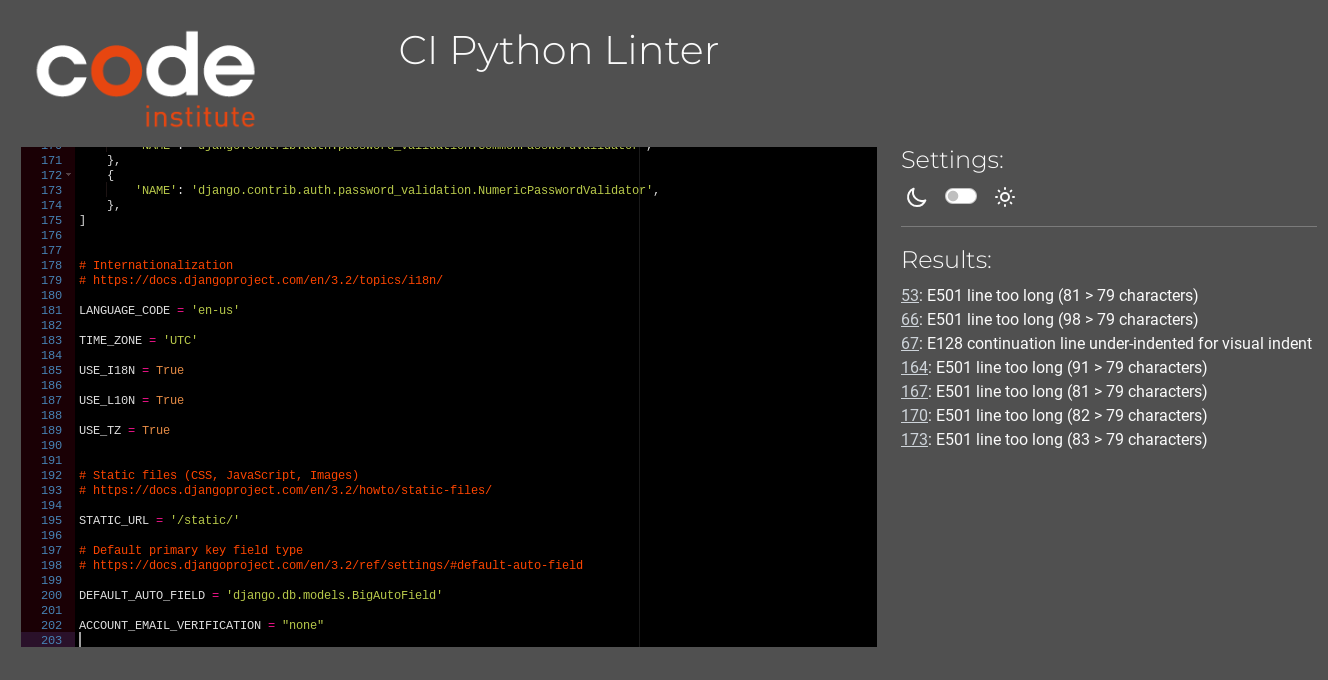 code
institute
CI Python Linter
170 'NAME': 'django.contrib.auth.password_validation.CommonPasswordValidator',
171 },
172 {
173 'NAME': 'django.contrib.auth.password_validation.NumericPasswordValidator',
174 },
175 ]
176
177
178 # Internationalization
179 # https://docs.djangoproject.com/en/3.2/topics/i18n/
180
181 LANGUAGE_CODE = 'en-us'
182
183 TIME_ZONE = 'UTC'
184
185 USE_I18N = True
186
187 USE_L10N = True
188
189 USE_TZ = True
190
191
192 # Static files (CSS, JavaScript, Images)
193 # https://docs.djangoproject.com/en/3.2/howto/static-files/
194
195 STATIC_URL = '/static/'
196
197 # Default primary key field type
198 # https://docs.djangoproject.com/en/3.2/ref/settings/#default-auto-field
199
200 DEFAULT_AUTO_FIELD = 'django.db.models.BigAutoField'
201
202 ACCOUNT_EMAIL_VERIFICATION = "none"
203
Settings:
Results:
53: E501 line too long (81 > 79 characters)
66: E501 line too long (98 > 79 characters)
67: E128 continuation line under-indented for visual indent
164: E501 line too long (91 > 79 characters)
167: E501 line too long (81 > 79 characters)
170: E501 line too long (82 > 79 characters)
173: E501 line too long (83 > 79 characters)